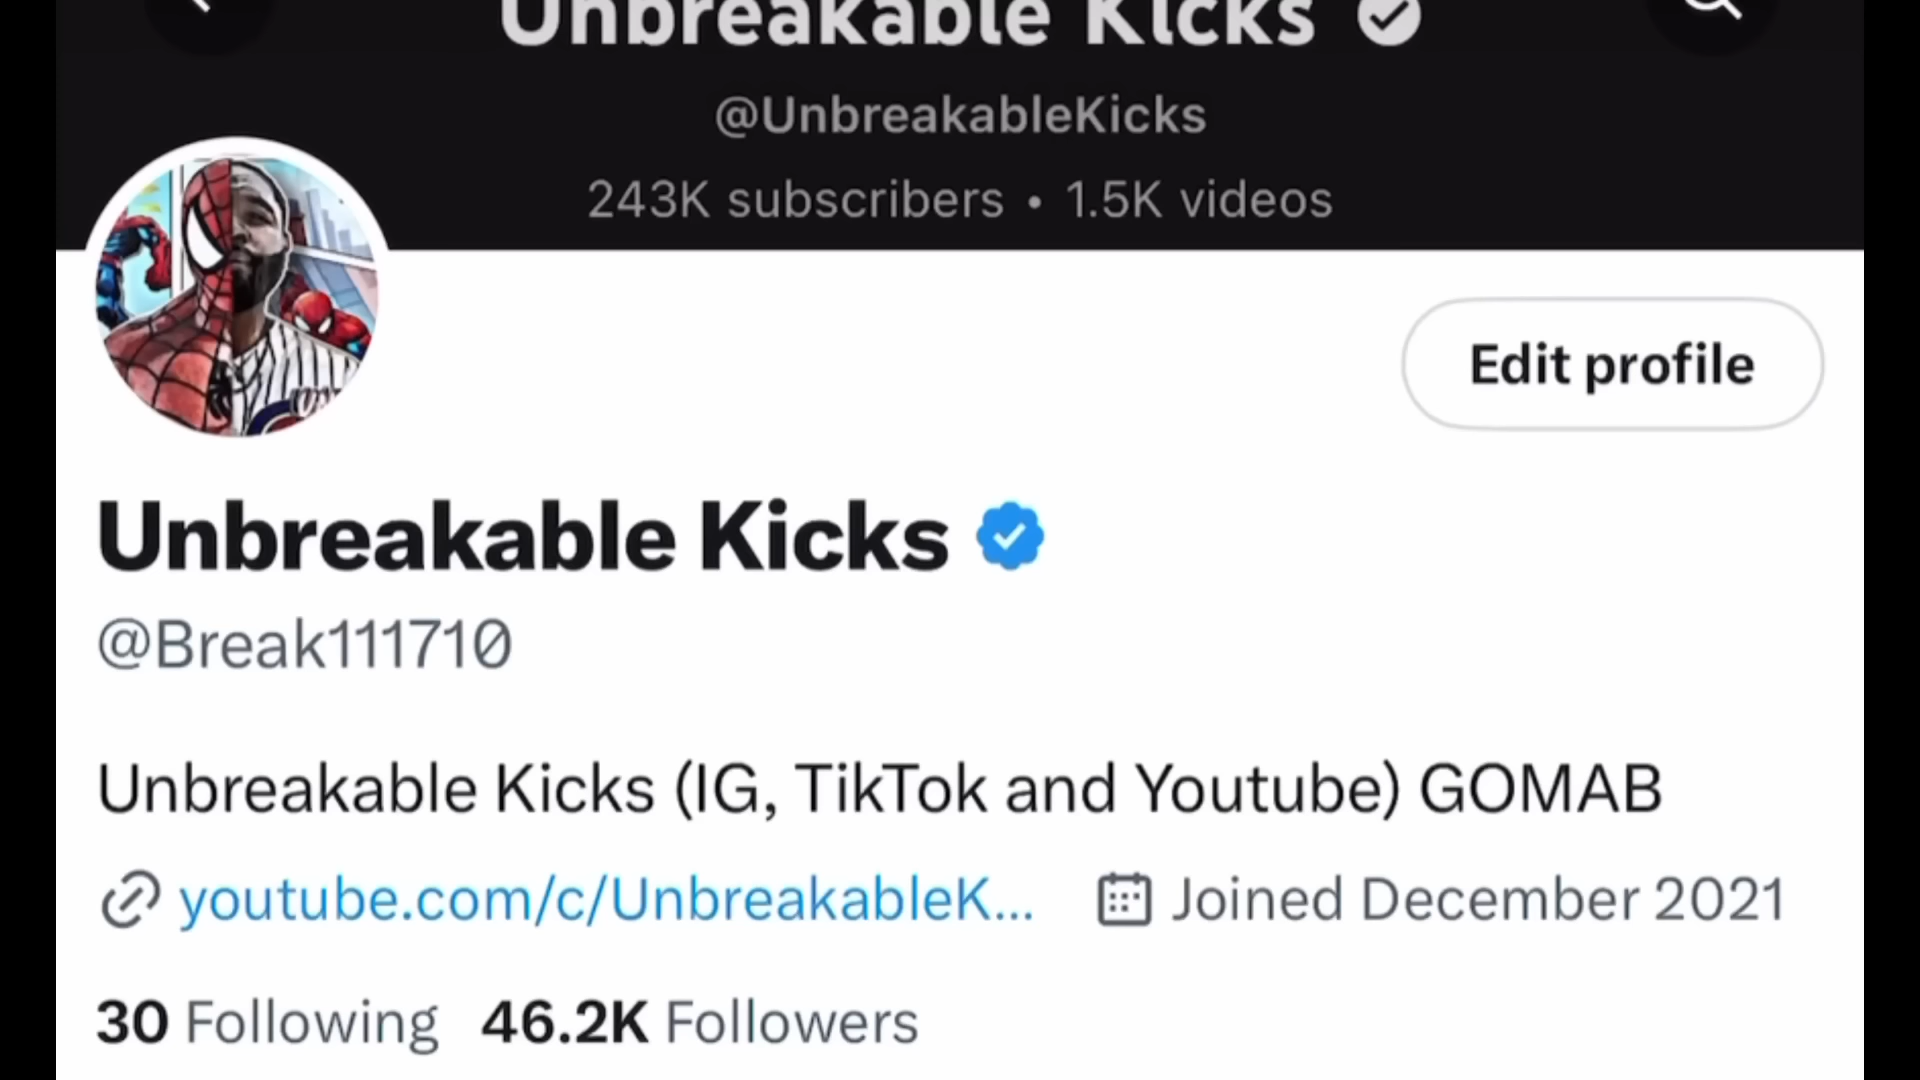 Unbreakable Kicks
@UnbreakableKicks
243K subscribers • 1.5K videos
Edit profile
Unbreakable Kicks
@Break111710
Unbreakable Kicks (IG, TikTok and Youtube) GOMAB
youtube.com/c/UnbreakableK... Joined December 2021
30 Following 46.2K Followers